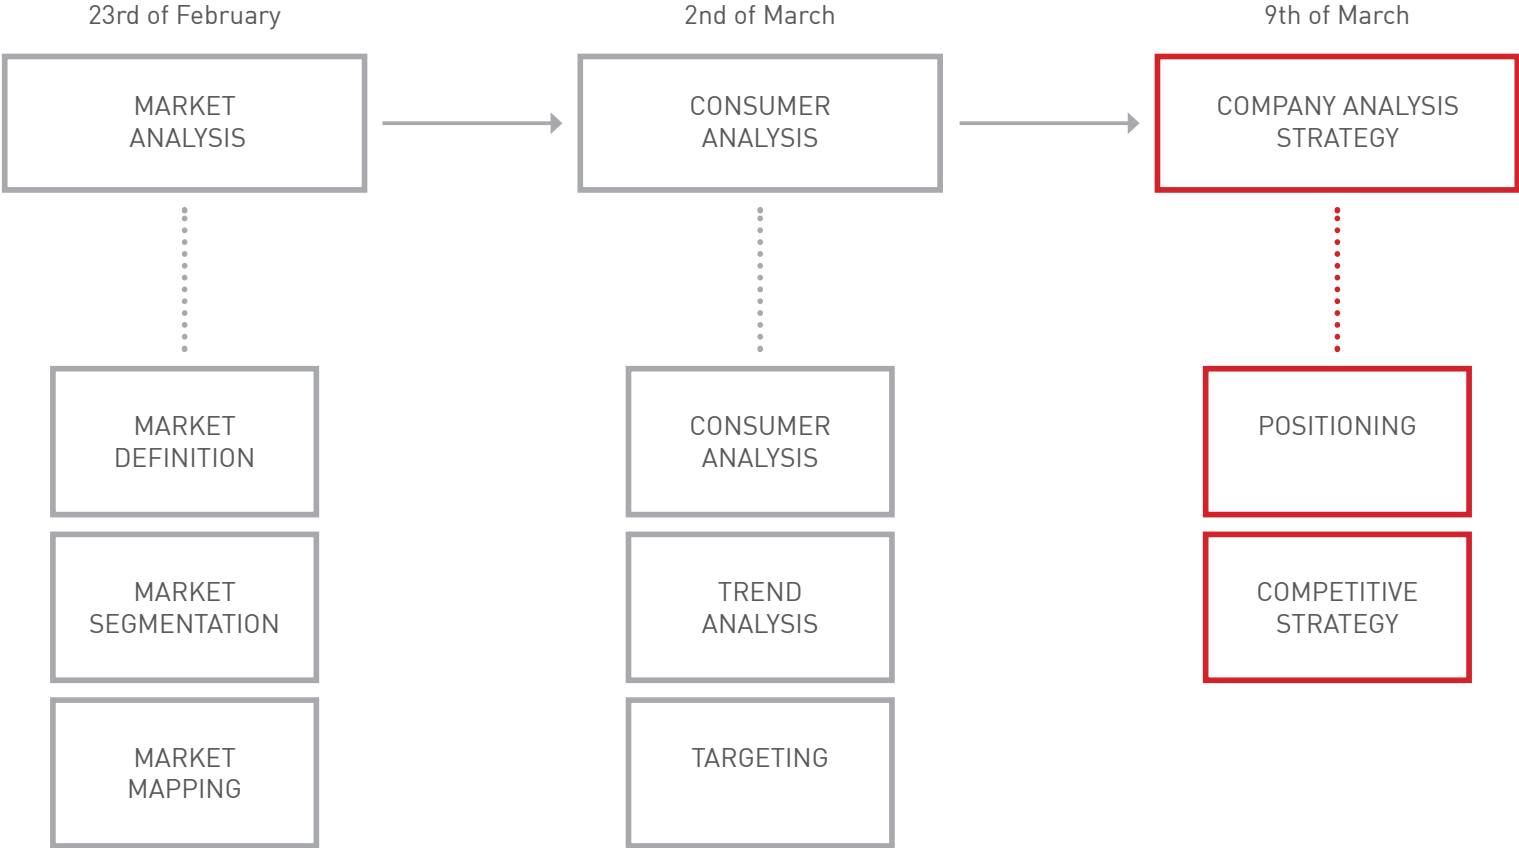 23rd of February
2nd of March
9th of March
MARKET
ANALYSIS
CONSUMER
ANALYSIS
COMPANY ANALYSIS
STRATEGY
MARKET
DEFINITION
CONSUMER
ANALYSIS
POSITIONING
MARKET
SEGMENTATION
TREND
ANALYSIS
COMPETITIVE
STRATEGY
MARKET
MAPPING
TARGETING